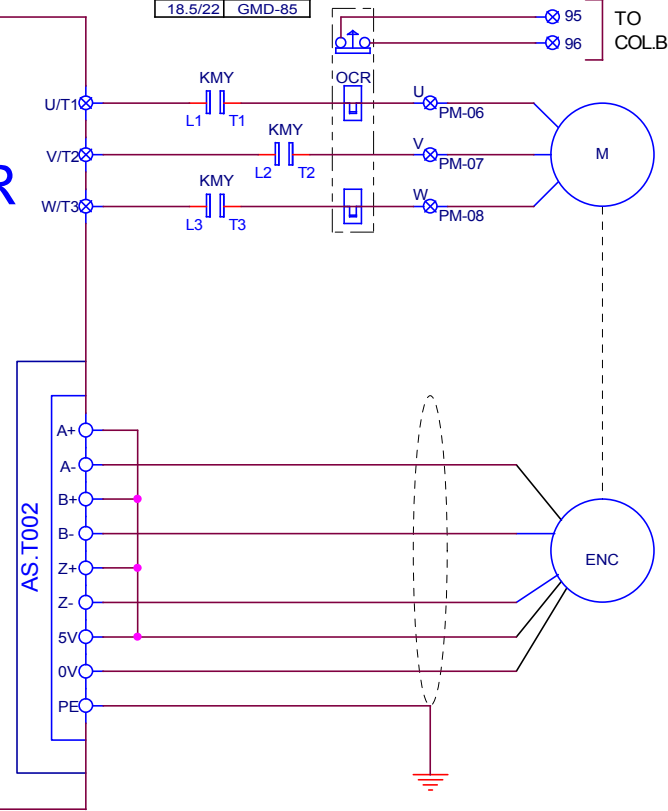 18.5/22 GMD-85
95
96
TO
COL.B
KMY
OCR
U/T1
L1 T1
U
PM-06
KMY
V/T2
L2 T2
V
PM-07
M
R
KMY
W/T3
L3 T3
W
PM-08
AS.T002
A+
A-
B+
B-
Z+
Z-
5V
0V
PE
ENC